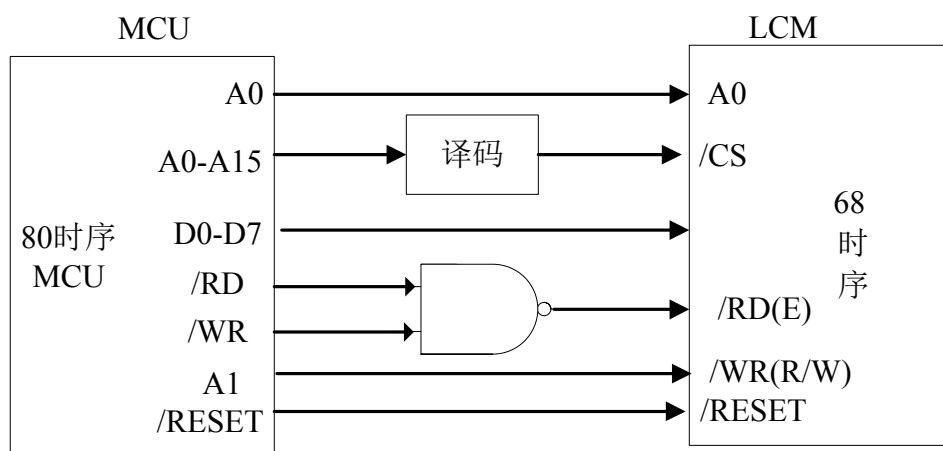 MCU
LCM
A0
A0
A0-A15
译码
/CS
80时序
MCU
D0-D7
68
时
序
/RD
/RD(E)
/WR
A1
/WR(R/W)
/RESET
/RESET